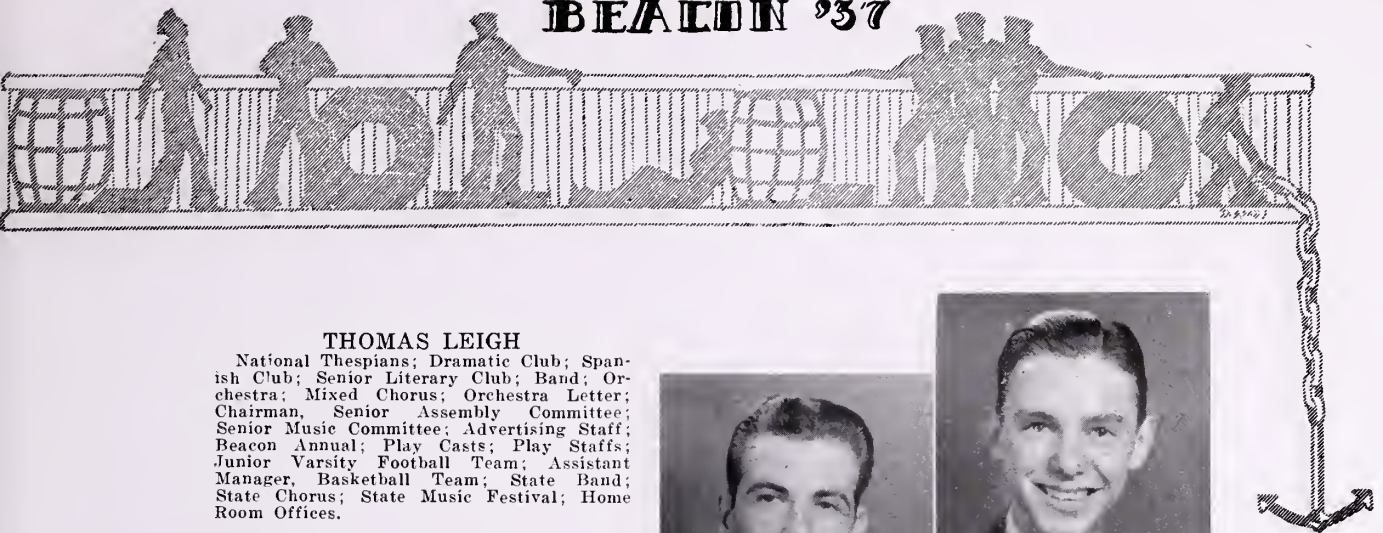 BEACON '37
THOMAS LEIGH
National Thespians; Dramatic Club; Span-
ish Club; Senior Literary Club; Band; Or-
chestra; Mixed Chorus; Orchestra Letter;
Chairman, Senior Assembly Committee;
Senior Music Committee; Advertising Staff;
Beacon Annual; Play Casts; Play Staffs;
Junior Varsity Football Team; Assistant
Manager, Basketball Team; State Band;
State Chorus; State Music Festival; Home
Room Offices.